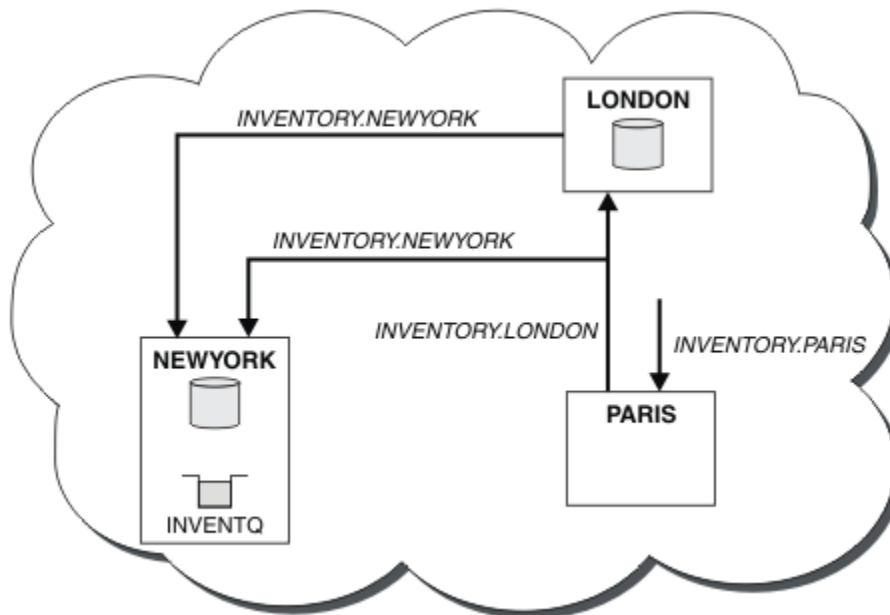 LONDON
INVENTORY.NEWYORK
INVENTORY.NEWYORK
INVENTORY.LONDON
INVENTORY.PARIS
NEWYORK
PARIS
INVENTQ